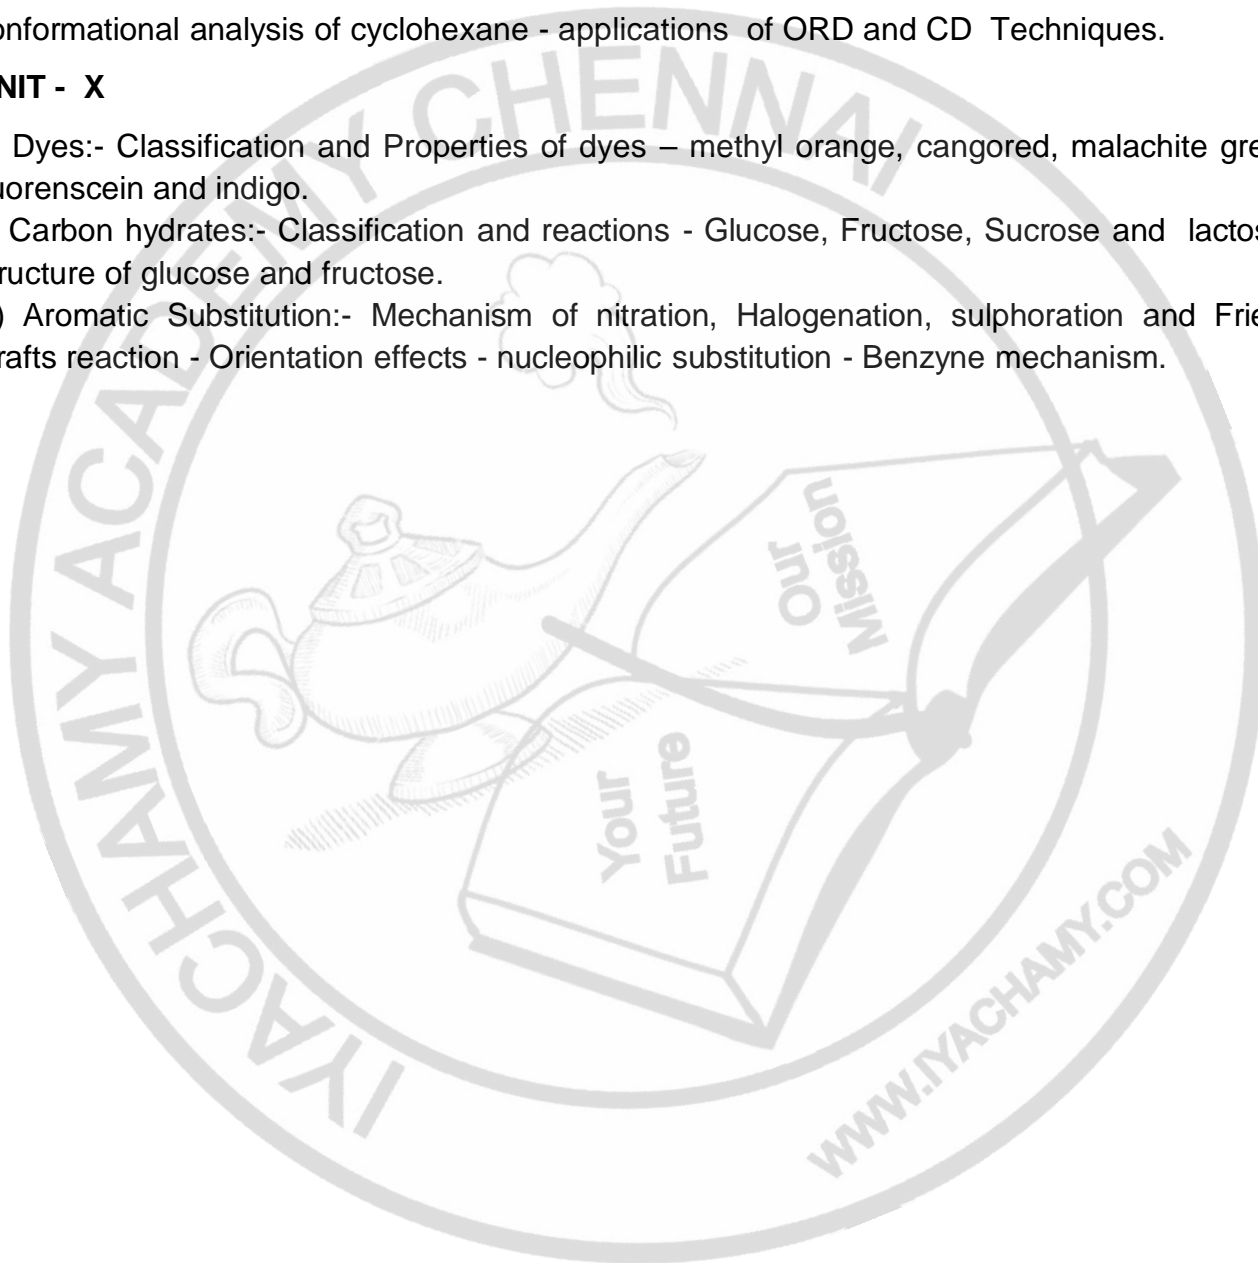 onformational analysis of cyclohexane - applications of ORD and CD Techniques.
NIT - X
Dyes:- Classification and Properties of dyes – methyl orange, cangored, malachite gre
uorenscein and indigo.
Carbon hydrates:- Classification and reactions - Glucose, Fructose, Sucrose and lactos
ructure of glucose and fructose.
) Aromatic Substitution:- Mechanism of nitration, Halogenation, sulphoration and Frie
rafts reaction - Orientation effects - nucleophilic substitution - Benzyne mechanism.
IYACHAMY ACADEMY CHENNAI
Our
Mission
Your
Future
WWW.IYACHAMY.COM